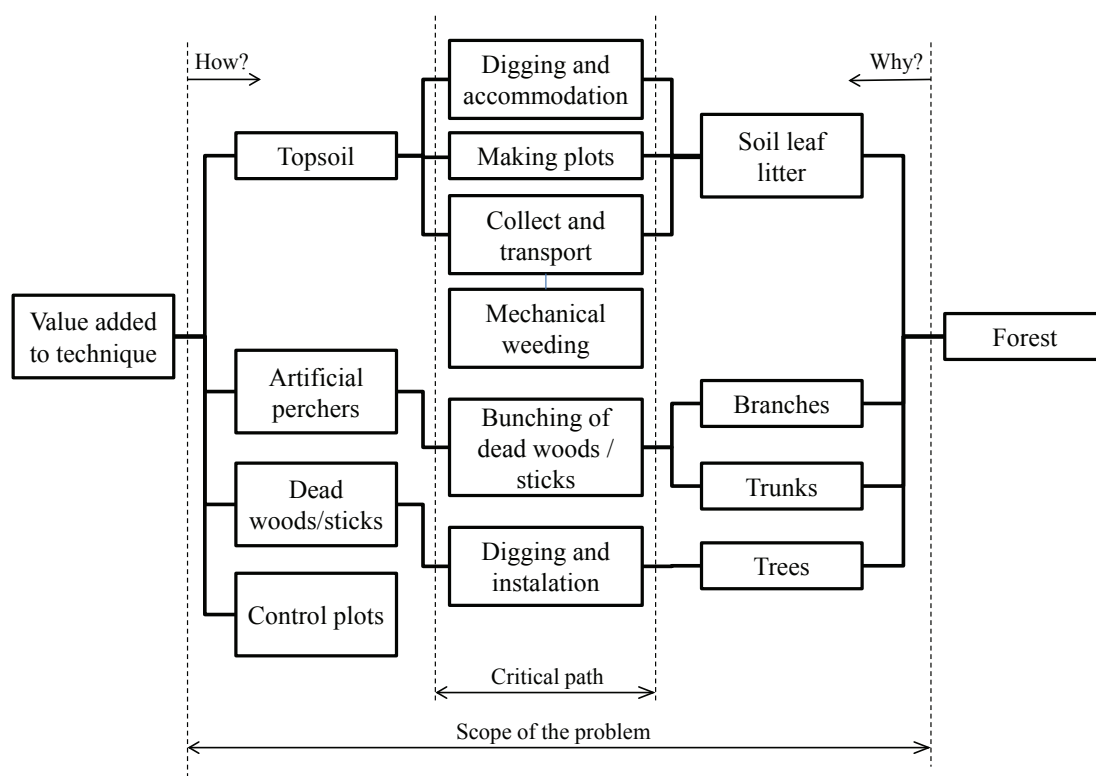 How?
Why?
Digging and
accommodation
Topsoil
Making plots
Soil leaf
litter
Collect and
transport
Mechanical
weeding
Value added
to technique
Forest
Artificial
perchers
Branches
Bunching of
dead woods /
sticks
Dead
woods/sticks
Trunks
Digging and
instalation
Trees
Control plots
Critical path
Scope of the problem